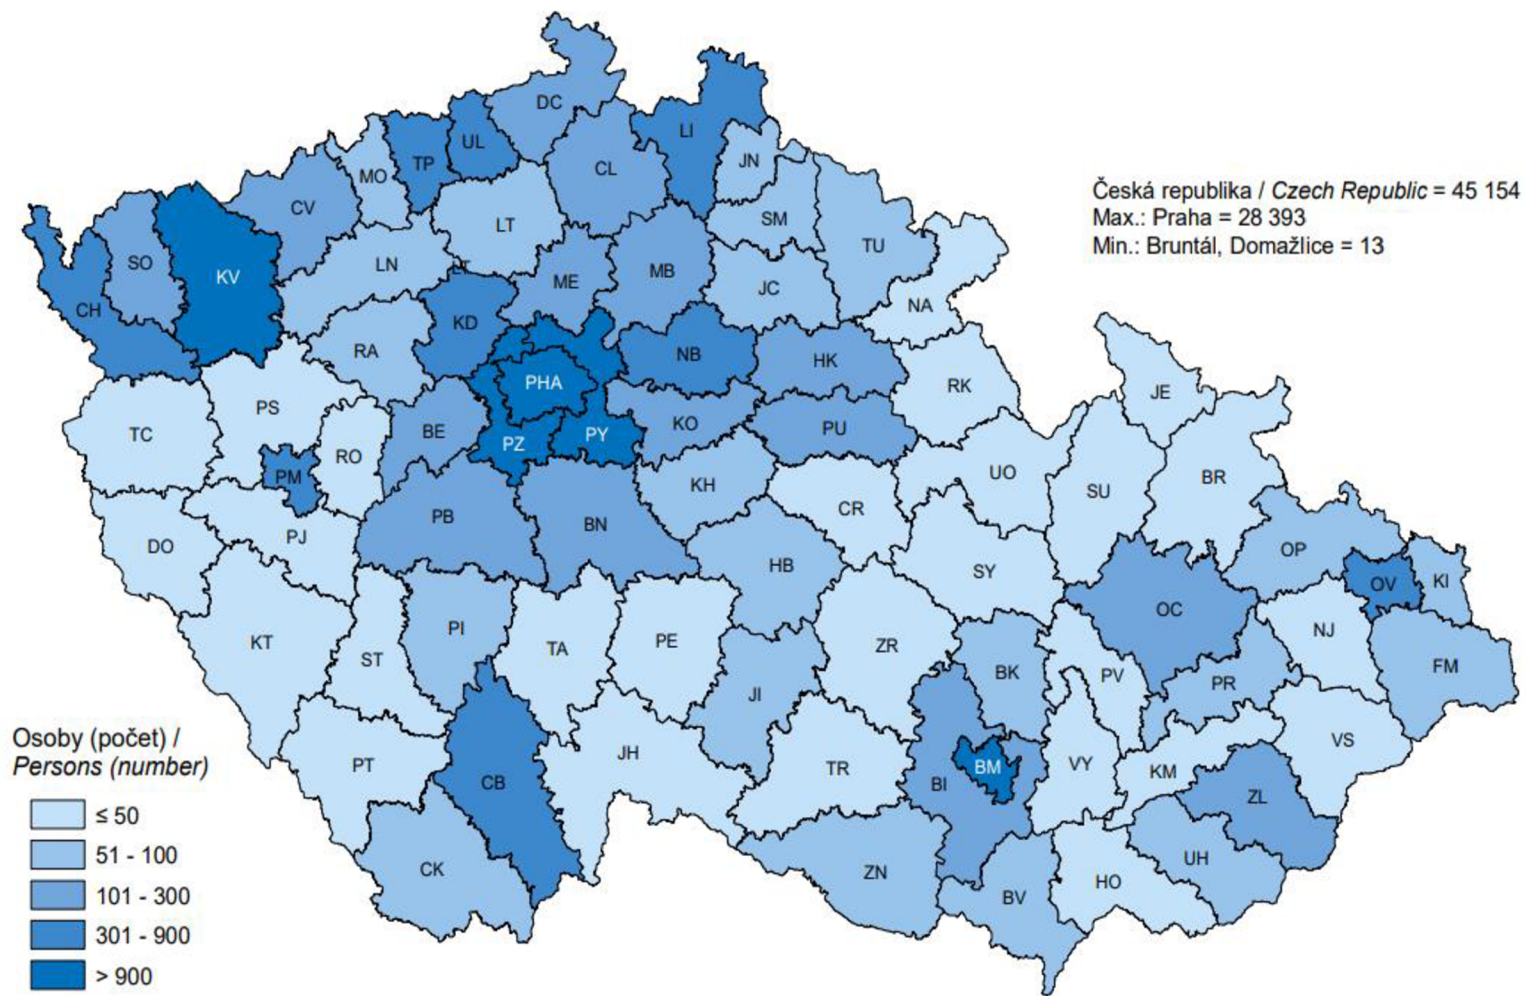 DC
UL
LI
TP
MO
CL
JN
CV
SM
LT
TU
SO
LN
KV
ME
MB
JC
NA
CH
KD
RA
NB
HK
PHA
RK
JE
PS
TC
BE
KO
PU
PZ
PY
RO
PM
KH
UO
BR
SU
CR
PB
BN
PJ
DO
OP
HB
SY
OV
KI
OC
PI
NJ
KT
TA
PE
ZR
ST
BK
PV
PR
FM
JI
VS
PT
JH
TR
BM
VY
KM
CB
BI
ZL
UH
CK
ZN
HO
BV
Česká republika / Czech Republic = 45 154
Max.: Praha = 28 393
Min.: Bruntál, Domažlice = 13
Osoby (počet) /
Persons (number)
≤ 50
51 - 100
101 - 300
301 - 900
> 900